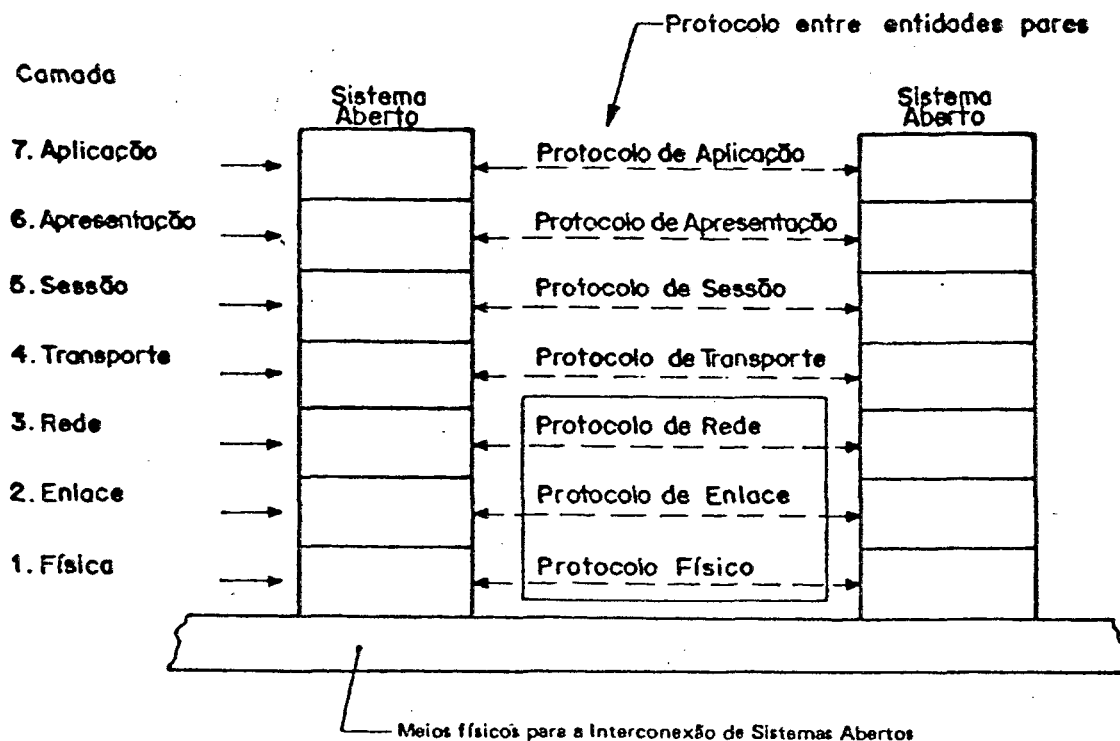 Protocolo entre entidades pares
Camada
Sistema
Aberto
Sistema
Aberto
7. Aplicação
Protocolo de Aplicação
6. Apresentação
Protocolo de Apresentação
5. Sessão
Protocolo de Sessão
4. Transporte
Protocolo de Transporte
3. Rede
Protocolo de Rede
2. Enlace
Protocolo de Enlace
1. Física
Protocolo Físico
Meios físicos para a Interconexão de Sistemas Abertos